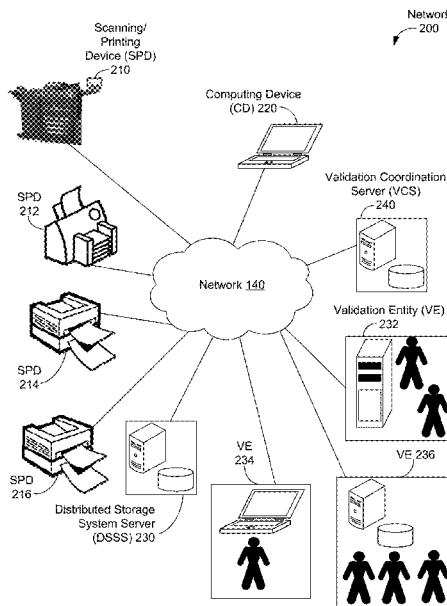 Network
200
Scanning/
Printing
Device (SPD)
210
Computing Device
(CD) 220
SPD
212
Validation Coordination
Server (VCS)
240
Network 140
Validation Entity (VE)
232
SPD
214
SPD
216
Distributed Storage
System Server
(DSSS) 230
VE
234
VE 236